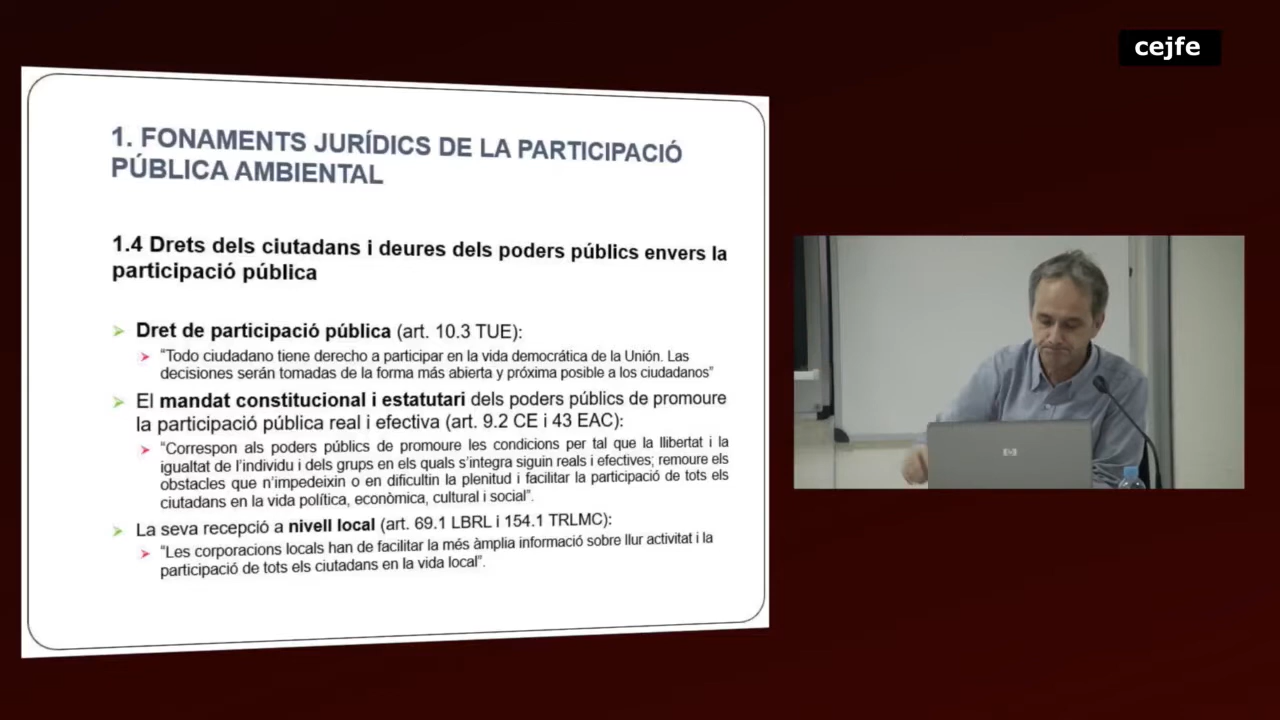 cejfe
1. FONAMENTS JURÍDICS DE LA PARTICIPACIÓ
PÚBLICA AMBIENTAL
1.4 Drets dels ciutadans i deures dels poders públics envers la
participació pública
Dret de participació pública (art. 10.3 TUE):
“Todo ciudadano tiene derecho a participar en la vida democrática de la Unión. Las
decisiones serán tomadas de la forma más abierta y próxima posible a los ciudadanos”
El mandat constitucional i estatutari dels poders públics de promoure
la participació pública real i efectiva (art. 9.2 CE i 43 EAC):
“Correspon als poders públics de promoure les condicions per tal que la llibertat i la
igualtat de l’individu i dels grups en els quals s’integra siguin reals i efectives; remoure els
obstacles que n’impedeixin o en dificultin la plenitud i facilitar la participació de tots els
ciutadans en la vida política, econòmica, cultural i social”.
La seva recepció a nivell local (art. 69.1 LBRL i 154.1 TRLMC):
“Les corporacions locals han de facilitar la més àmplia informació sobre llur activitat i la
participació de tots els ciutadans en la vida local”.
hp